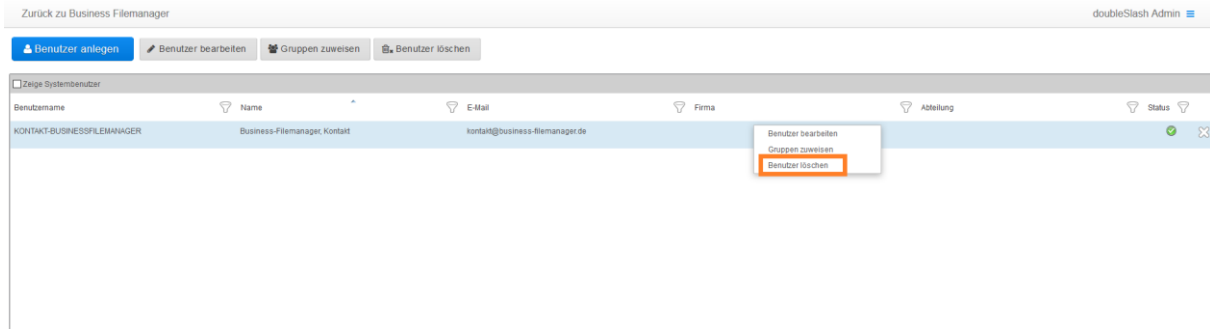 Zurück zu Business Filemanager doubleSlash Admin
Benutzer anlegen Benutzer bearbeiten Gruppen zuweisen Benutzer löschen
Zeige Systembenutzer
Benutzername Name E-Mail Firma Abteilung Status
KONTAKT-BUSINESSFILEMANAGER Business-Filemanager, Kontakt kontakt@business-filemanager.de
Benutzer bearbeiten
Gruppen zuweisen
Benutzer löschen